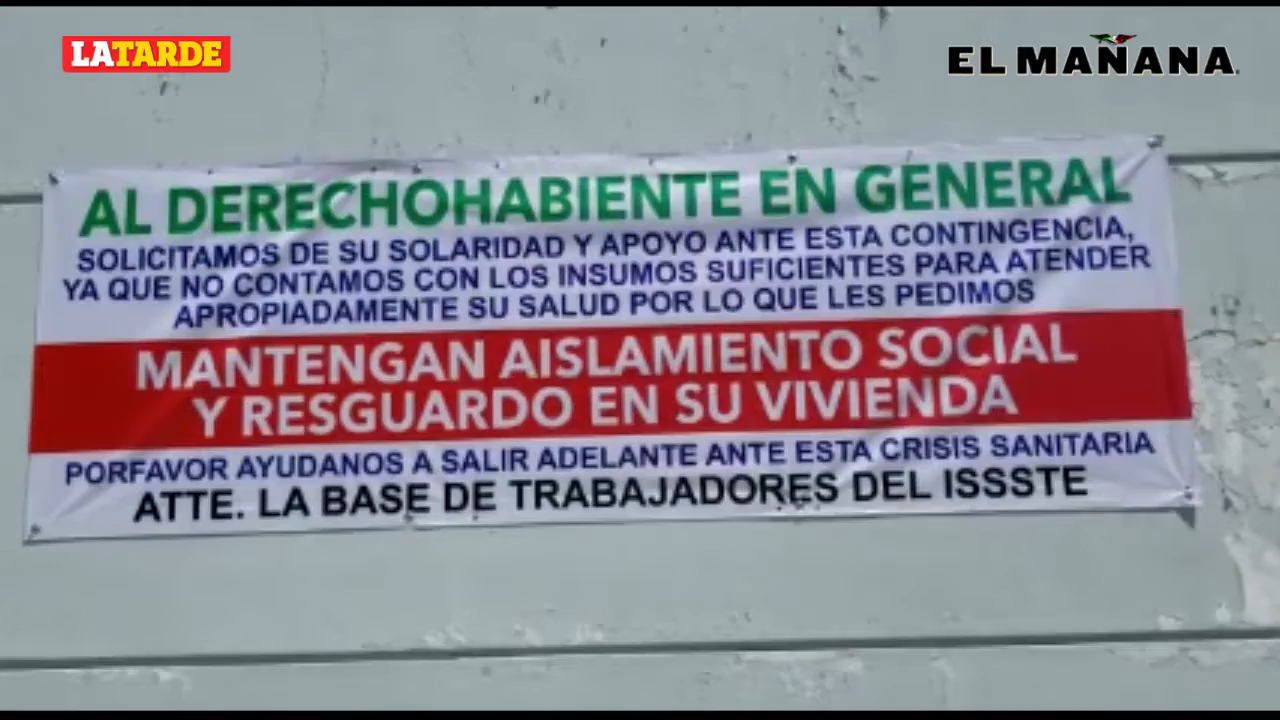 LATARDE
EL MAÑANA
AL DERECHOHABIENTE EN GENERAL
SOLICITAMOS DE SU SOLARIDAD Y APOYO ANTE ESTA CONTINGENCIA,
YA QUE NO CONTAMOS CON LOS INSUMOS SUFICIENTES PARA ATENDER
APROPIADAMENTE SU SALUD POR LO QUE LES PEDIMOS
MANTENGAN AISLAMIENTO SOCIAL
Y RESGUARDO EN SU VIVIENDA
PORFAVOR AYUDANOS A SALIR ADELANTE ANTE ESTA CRISIS SANITARIA
ATTE. LA BASE DE TRABAJADORES DEL ISSSTE